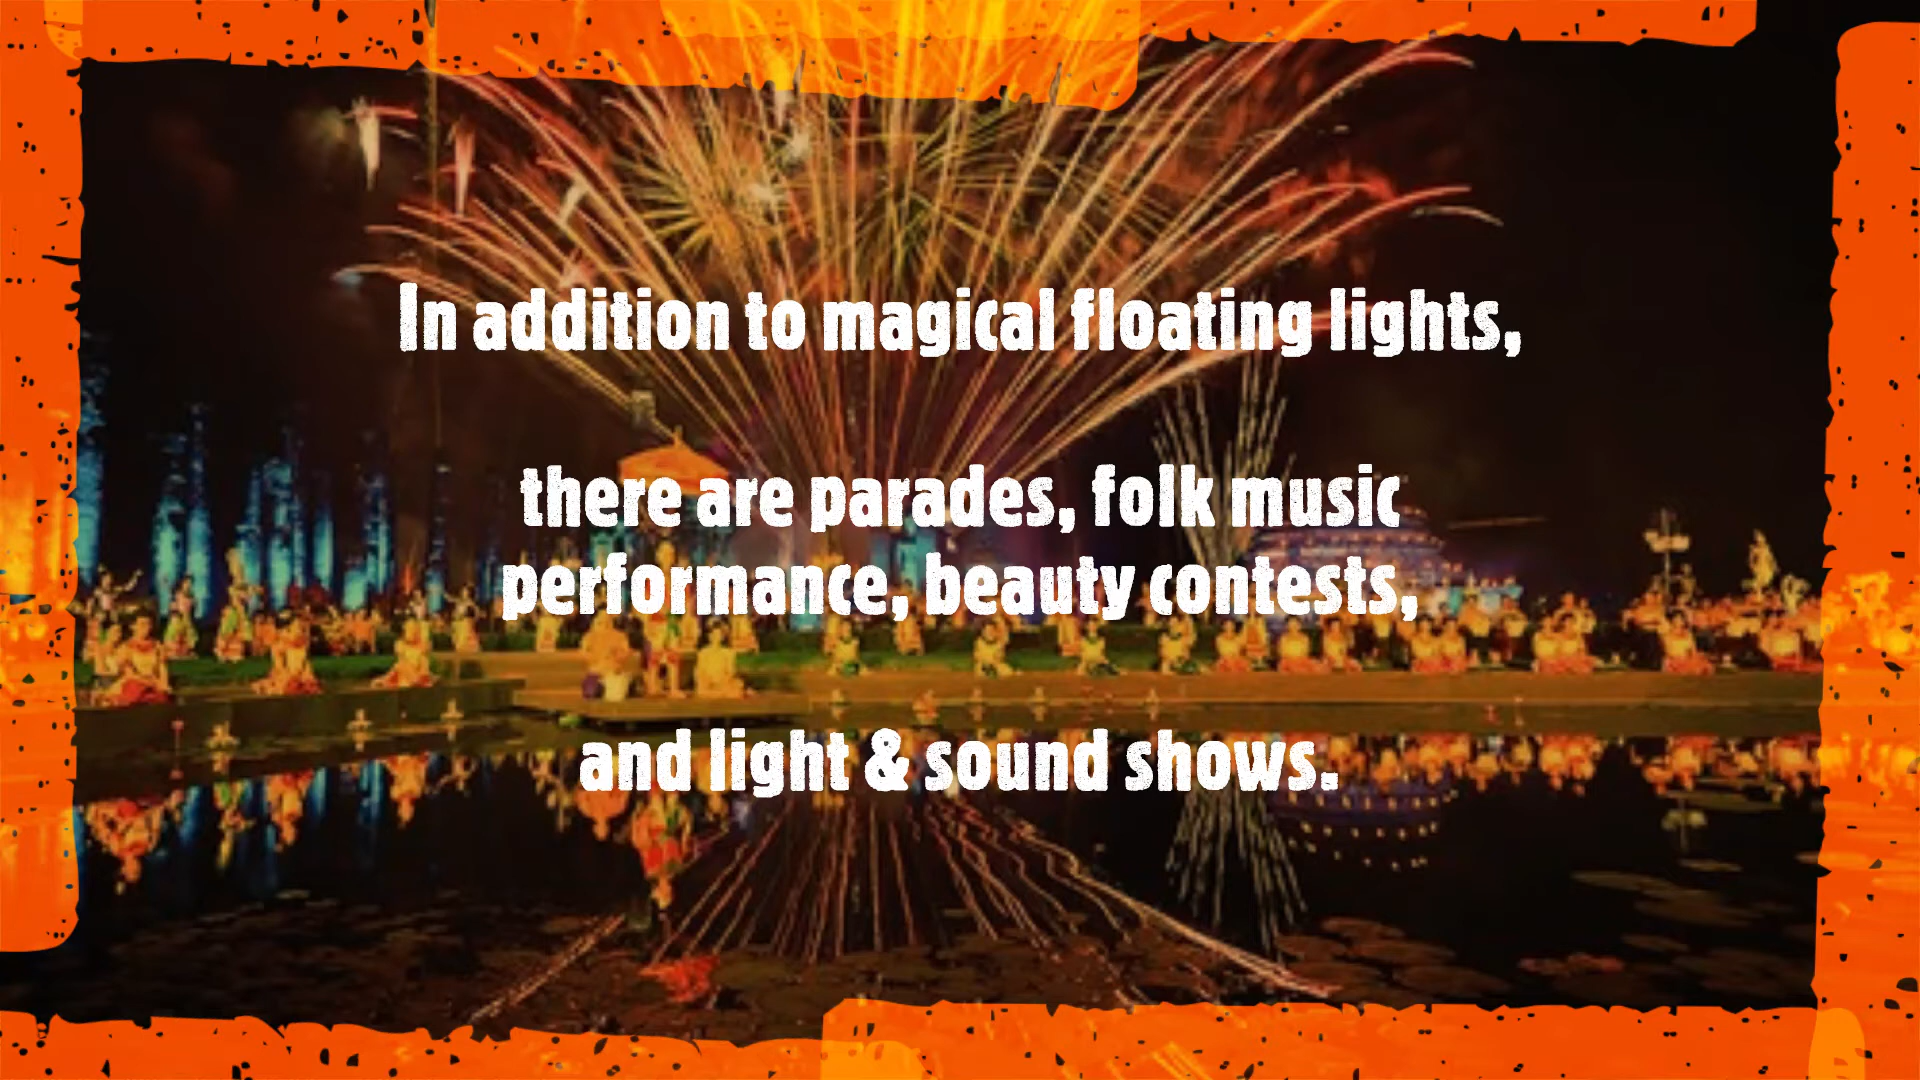 In addition to magical floating lights,
there are parades, folk music
performance, beauty contests,
and light & sound shows.